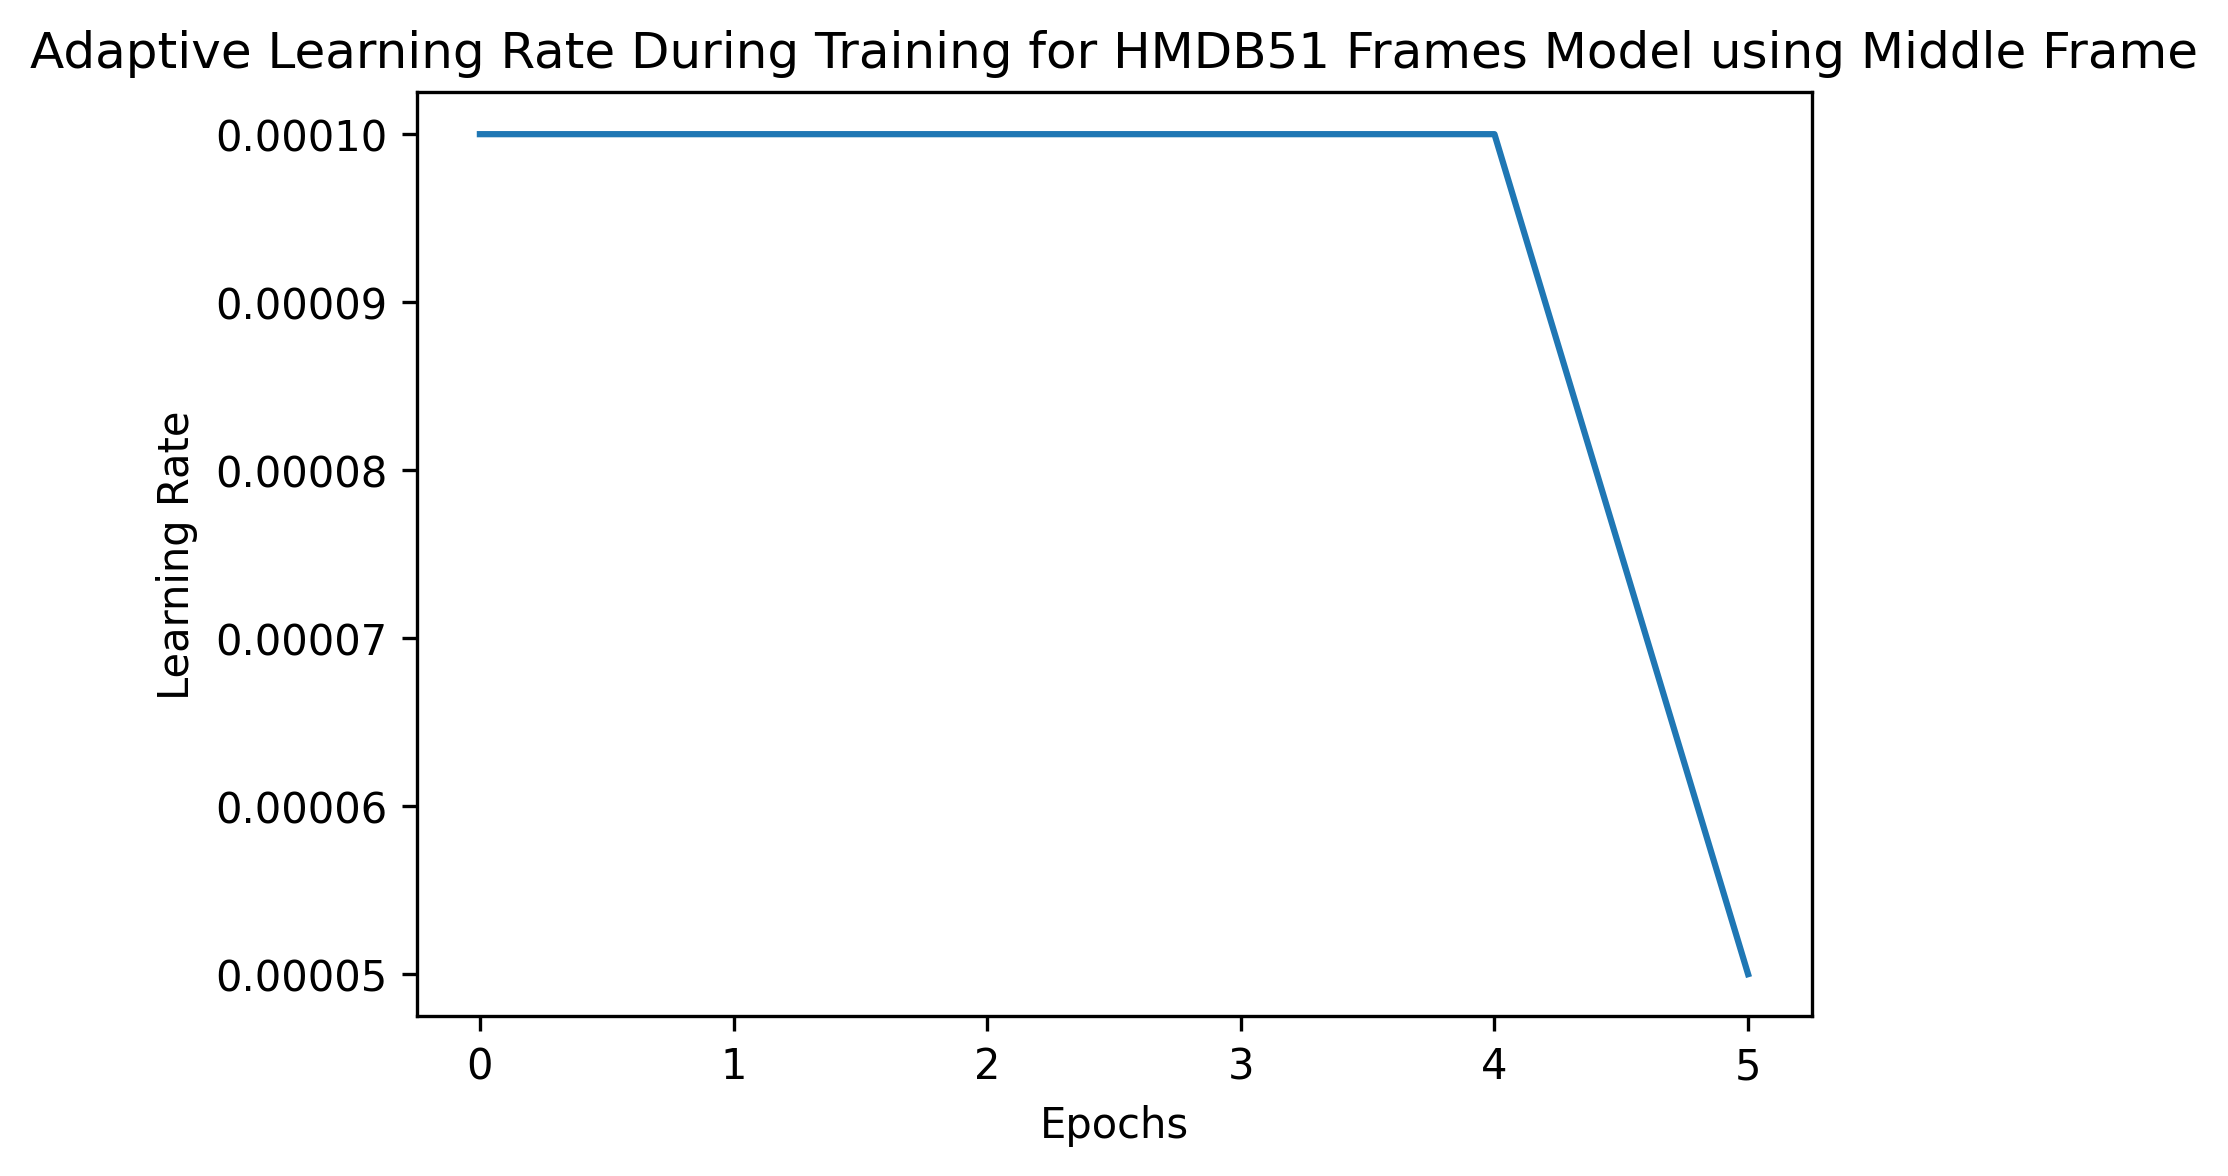 Adaptive Learning Rate During Training for HMDB51 Frames Model using Middle Frame
0.00010
0.00009
0.00008
0.00007
0.00006
0.00005
Learning Rate
0 1 2 3 4 5
Epochs